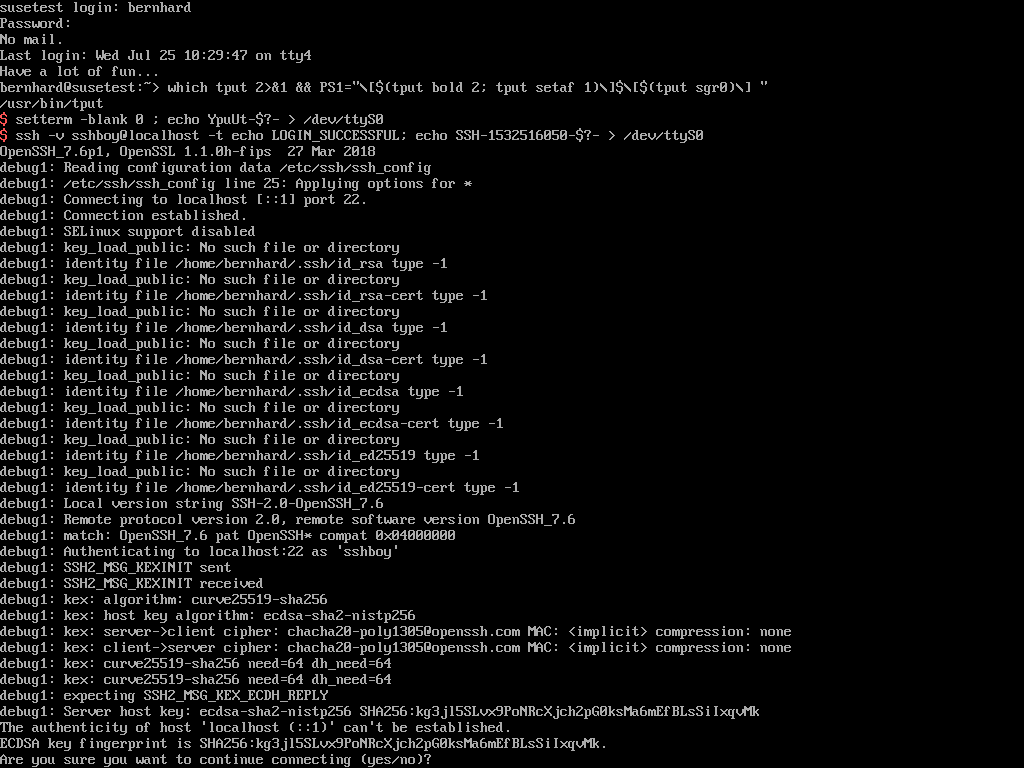 susetest login: bernhard
Password:
No mail.
Last login: Wed Jul 25 10:29:47 on tty4
Have a lot of fun...
bernhard@susetest:~> which tput 2>&1 && PS1="\[$(tput bold 2; tput setaf 1)\]$\[$(tput sgr0)\] "
/usr/bin/tput
$ setterm -blank 0 ; echo YpuUt-$?- > /dev/ttyS0
$ ssh -v sshboy@localhost -t echo LOGIN_SUCCESSFUL; echo SSH-1532516050-$?- > /dev/ttyS0
OpenSSH_7.6p1, OpenSSL 1.1.0h-fips  27 Mar 2018
debug1: Reading configuration data /etc/ssh/ssh_config
debug1: /etc/ssh/ssh_config line 25: Applying options for *
debug1: Connecting to localhost [::1] port 22.
debug1: Connection established.
debug1: SELinux support disabled
debug1: key_load_public: No such file or directory
debug1: identity file /home/bernhard/.ssh/id_rsa type -1
debug1: key_load_public: No such file or directory
debug1: identity file /home/bernhard/.ssh/id_rsa-cert type -1
debug1: key_load_public: No such file or directory
debug1: identity file /home/bernhard/.ssh/id_dsa type -1
debug1: key_load_public: No such file or directory
debug1: identity file /home/bernhard/.ssh/id_dsa-cert type -1
debug1: key_load_public: No such file or directory
debug1: identity file /home/bernhard/.ssh/id_ecdsa type -1
debug1: key_load_public: No such file or directory
debug1: identity file /home/bernhard/.ssh/id_ecdsa-cert type -1
debug1: key_load_public: No such file or directory
debug1: identity file /home/bernhard/.ssh/id_ed25519 type -1
debug1: key_load_public: No such file or directory
debug1: identity file /home/bernhard/.ssh/id_ed25519-cert type -1
debug1: Local version string SSH-2.0-OpenSSH_7.6
debug1: Remote protocol version 2.0, remote software version OpenSSH_7.6
debug1: match: OpenSSH_7.6 pat OpenSSH* compat 0x04000000
debug1: Authenticating to localhost:22 as 'sshboy'
debug1: SSH2_MSG_KEXINIT sent
debug1: SSH2_MSG_KEXINIT received
debug1: kex: algorithm: curve25519-sha256
debug1: kex: host key algorithm: ecdsa-sha2-nistp256
debug1: kex: server->client cipher: chacha20-poly1305@openssh.com MAC: <implicit> compression: none
debug1: kex: client->server cipher: chacha20-poly1305@openssh.com MAC: <implicit> compression: none
debug1: kex: curve25519-sha256 need=64 dh_need=64
debug1: kex: curve25519-sha256 need=64 dh_need=64
debug1: expecting SSH2_MSG_KEX_ECDH_REPLY
debug1: Server host key: ecdsa-sha2-nistp256 SHA256:kg3jl5SLvx9PoNRcXjch2pG0ksMa6mEfBLsSiIxqvMk
The authenticity of host 'localhost (::1)' can't be established.
ECDSA key fingerprint is SHA256:kg3jl5SLvx9PoNRcXjch2pG0ksMa6mEfBLsSiIxqvMk.
Are you sure you want to continue connecting (yes/no)?